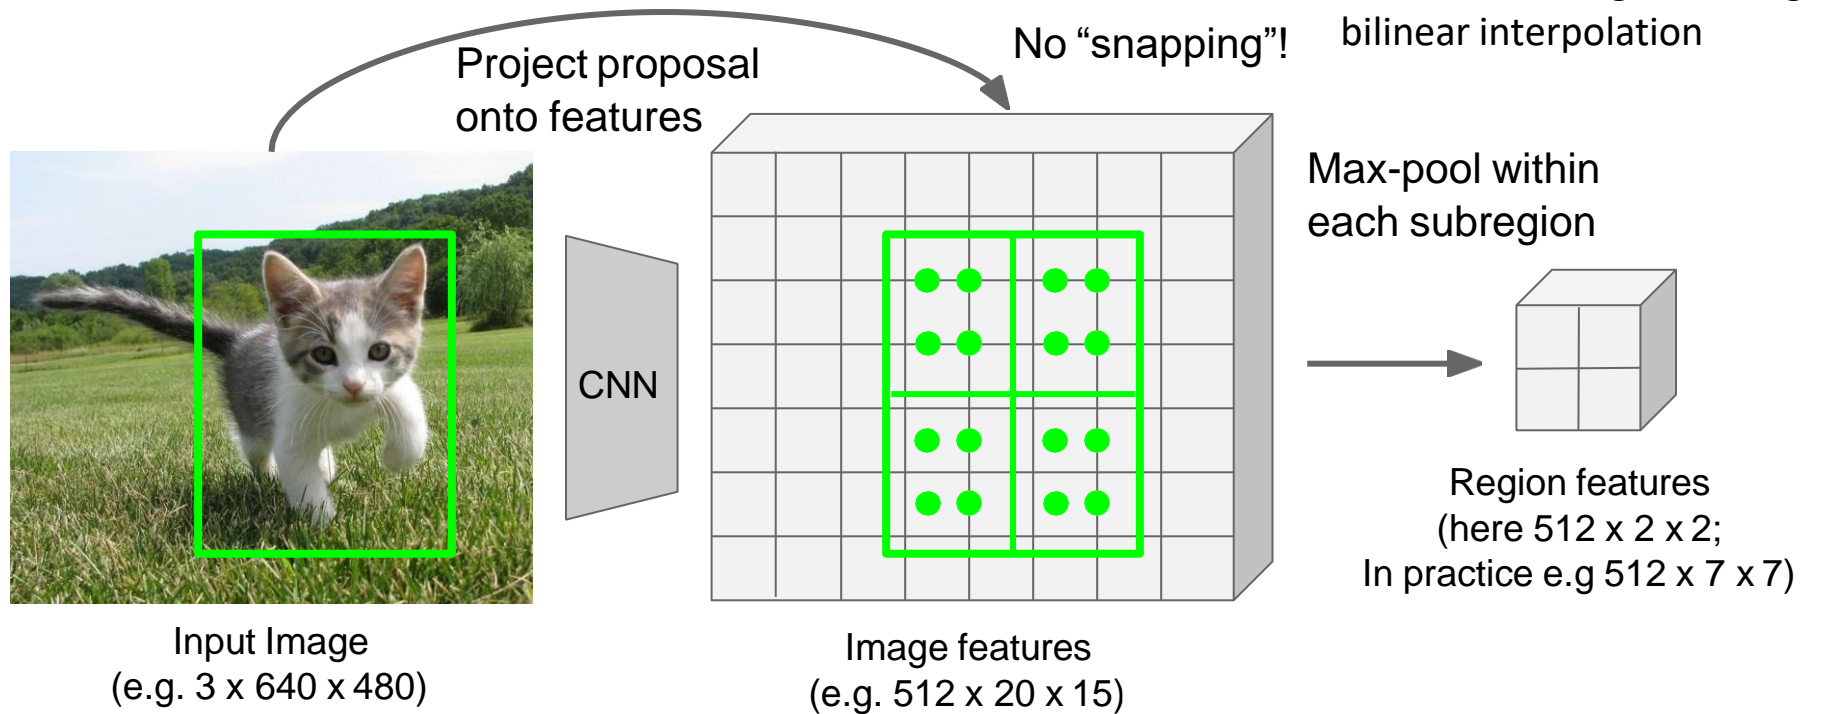 bilinear interpolation
No “snapping”!
Project proposal
onto features
Max-pool within
each subregion
CNN
Region features
(here 512 x 2 x 2;
In practice e.g 512 x 7 x 7)
Input Image
(e.g. 3 x 640 x 480)
Image features
(e.g. 512 x 20 x 15)